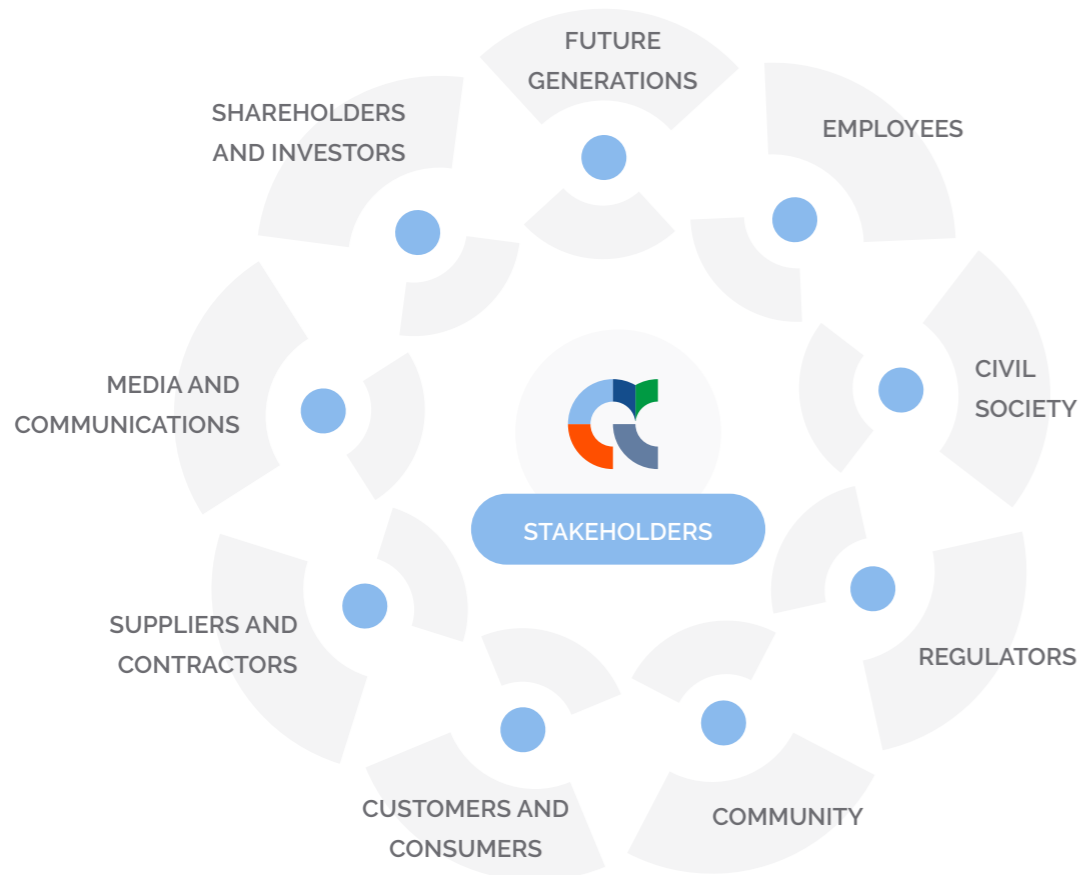 FUTURE
GENERATIONS
SHAREHOLDERS
AND INVESTORS
EMPLOYEES
MEDIA AND
COMMUNICATIONS
CIVIL
SOCIETY
STAKEHOLDERS
SUPPLIERS AND
CONTRACTORS
REGULATORS
CUSTOMERS AND
CONSUMERS
COMMUNITY